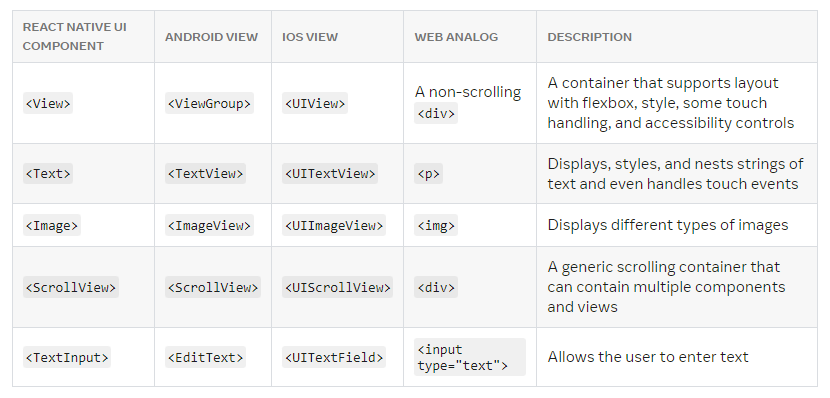 REACT NATIVE UI COMPONENT ANDROID VIEW IOS VIEW WEB ANALOG DESCRIPTION
<View> <ViewGroup> <UIView> A non-scrolling <div> A container that supports layout with flexbox, style, some touch handling, and accessibility controls
<Text> <TextView> <UITextView> <p> Displays, styles, and nests strings of text and even handles touch events
<Image> <ImageView> <UIImageView> <img> Displays different types of images
<ScrollView> <ScrollView> <UIScrollView> <div> A generic scrolling container that can contain multiple components and views
<TextInput> <EditText> <UITextField> <input type="text"> Allows the user to enter text